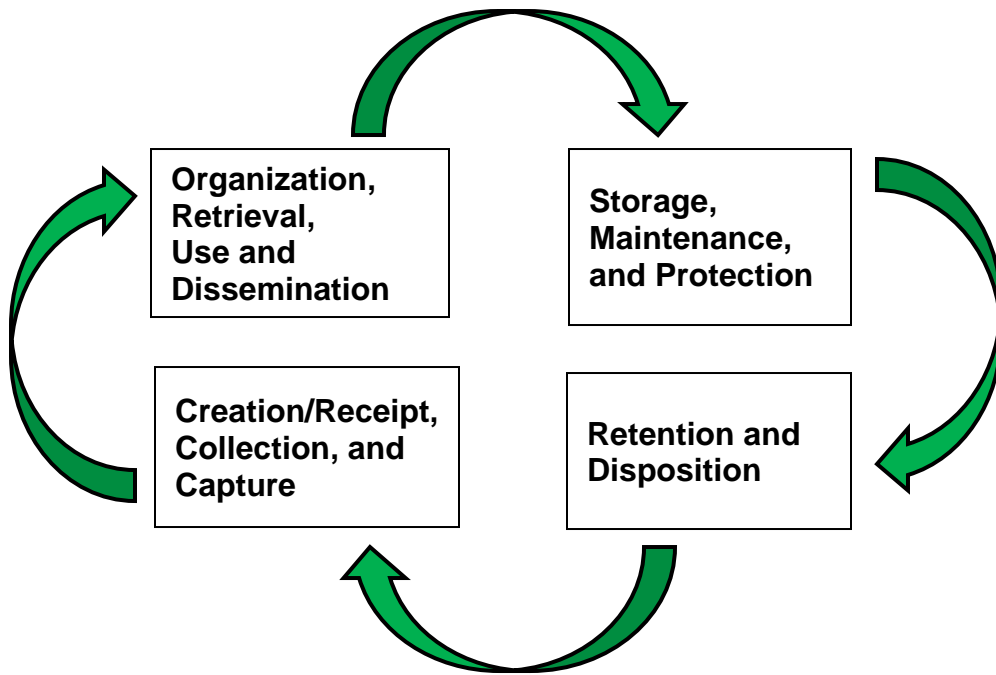 Organization,
Retrieval,
Use and
Dissemination
Storage,
Maintenance,
and Protection
Creation/Receipt,
Collection, and
Capture
Retention and
Disposition